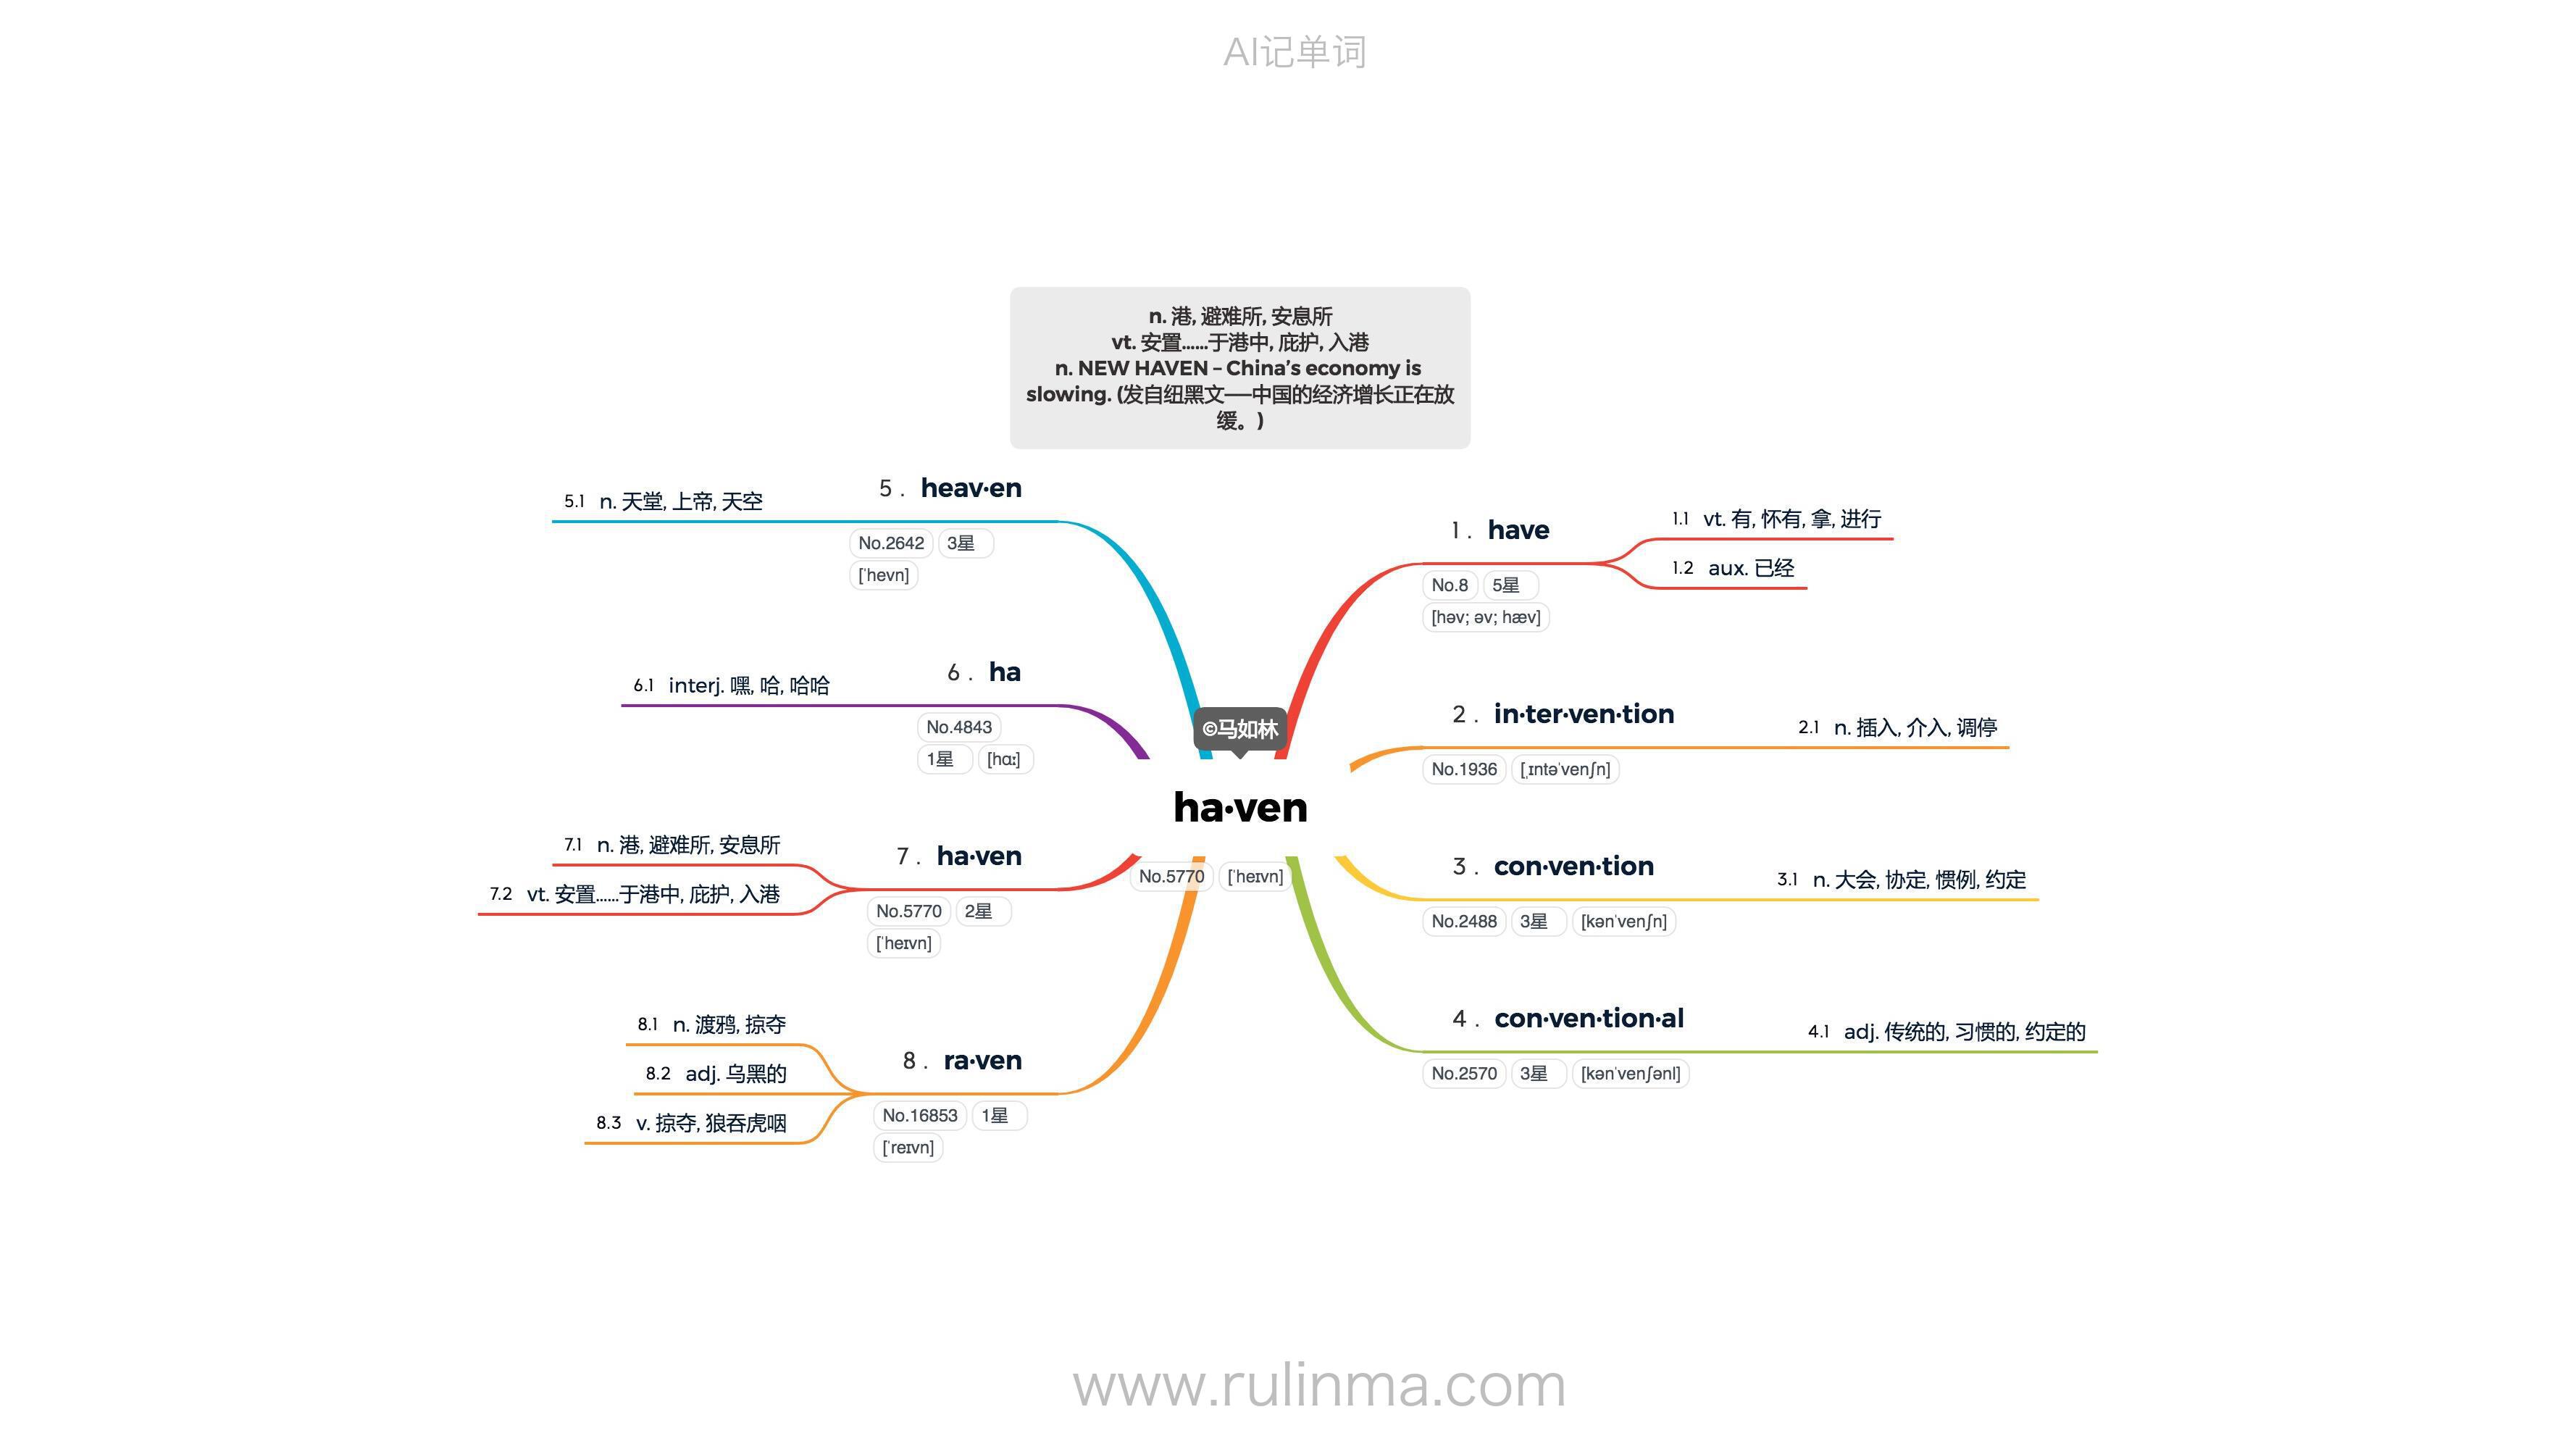 AI记单词
n. 港, 避难所, 安息所
vt. 安置……于港中, 庇护, 入港
n. NEW HAVEN – China’s economy is
slowing. (发自纽黑文——中国的经济增长正在放
缓。)
©马如林
ha·ven
No.5770 [ˈheɪvn]
1 . have
No.8 5星
[həv; əv; hæv]
1.1 vt. 有, 怀有, 拿, 进行
1.2 aux. 已经
2 . in·ter·ven·tion
No.1936 [ˌɪntəˈvenʃn]
2.1 n. 插入, 介入, 调停
3 . con·ven·tion
No.2488 3星 [kənˈvenʃn]
3.1 n. 大会, 协定, 惯例, 约定
4 . con·ven·tion·al
No.2570 3星 [kənˈvenʃənl]
4.1 adj. 传统的, 习惯的, 约定的
5 . heav·en
No.2642 3星
[ˈhevn]
5.1 n. 天堂, 上帝, 天空
6 . ha
No.4843
1星 [hɑː]
6.1 interj. 嘿, 哈, 哈哈
7 . ha·ven
No.5770 2星
[ˈheɪvn]
7.1 n. 港, 避难所, 安息所
7.2 vt. 安置……于港中, 庇护, 入港
8 . ra·ven
No.16853 1星
[ˈreɪvn]
8.1 n. 渡鸦, 掠夺
8.2 adj. 乌黑的
8.3 v. 掠夺, 狼吞虎咽
www.rulinma.com